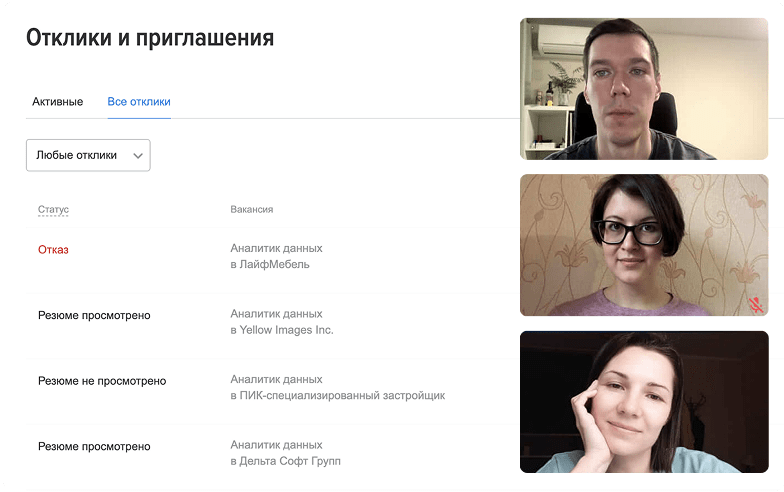 Отклики и приглашения
Активные
Все отклики
Любые отклики
Статус
Вакансия
Отказ
Аналитик данных
в ЛайфМебель
Резюме просмотрено
Аналитик данных
в Yellow Images Inc.
Резюме не просмотрено
Аналитик данных
в ПИК-специализированный застройщик
Резюме просмотрено
Аналитик данных
в Дельта Софт Групп